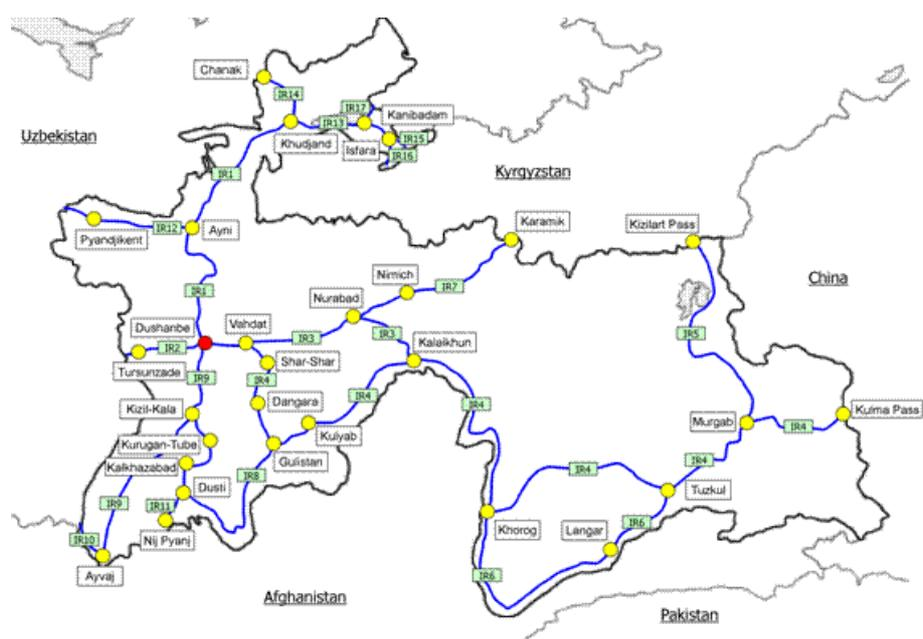 Chanak
IR14
IR17
Kanibadam
IR13
Uzbekistan
Khudjand
Isfara
IR15
IR16
IR1
Kyrgyzstan
Karamik
Kizilart Pass
Pyandjikent
IR12
Ayni
Nimich
China
IR1
IR7
Nurabad
Dushanbe
Vahdat
IR3
IR3
IR5
IR2
Kalaikhun
Tursunzade
Shar-Shar
IR9
IR4
IR4
Dangara
IR4
Kizil-Kala
Kulma Pass
Kurugan-Tube
Kulyab
Murgab
IR4
Gulistan
Kalkhazabad
IR4
IR4
IR8
Dusti
Tuzkul
IR9
IR11
Khorog
Langar
IR6
IR10
Nij Pyanj
Ayvaj
IR6
Afghanistan
Pakistan